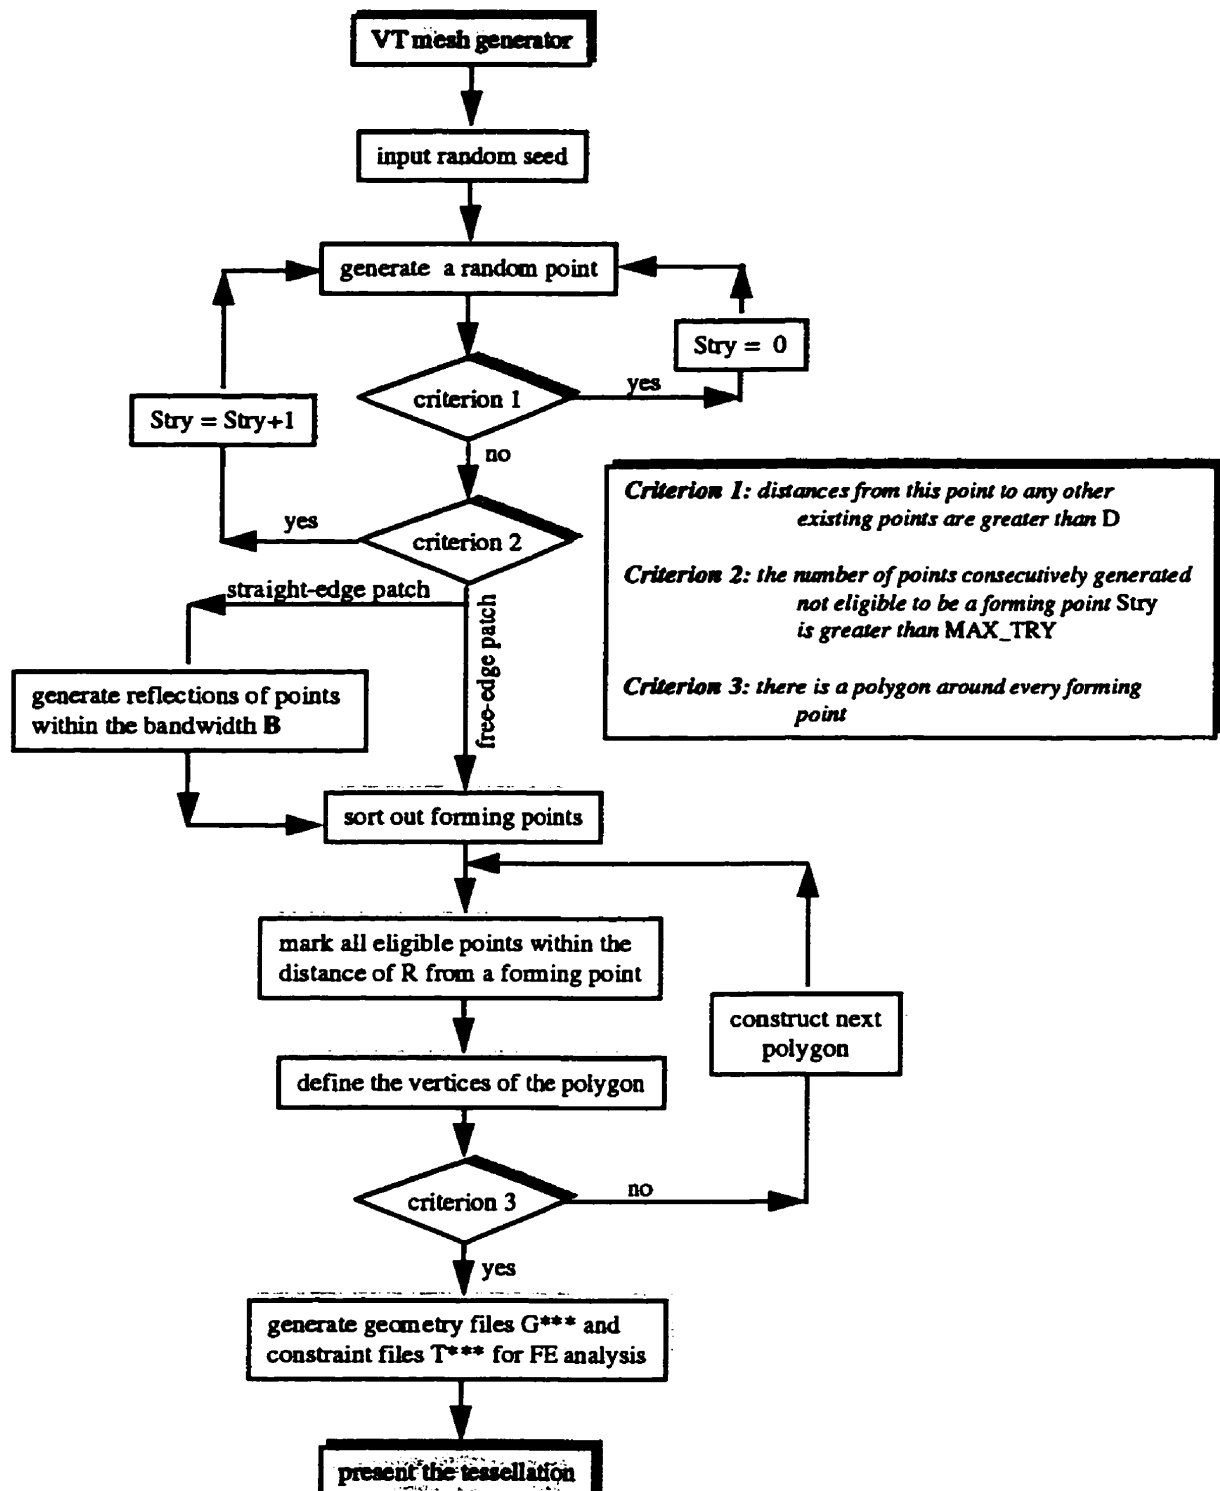 VT mesh generator
input random seed
generate a random point
Stry = 0
criterion 1
yes
Stry = Stry+1
no
criterion 2
yes
Criterion 1: distances from this point to any other
existing points are greater than D
Criterion 2: the number of points consecutively generated
not eligible to be a forming point Stry
is greater than MAX_TRY
Criterion 3: there is a polygon around every forming
point
straight-edge patch
free-edge patch
generate reflections of points
within the bandwidth B
sort out forming points
mark all eligible points within the
distance of R from a forming point
construct next
polygon
define the vertices of the polygon
criterion 3
no
yes
generate geometry files G*** and
constraint files T*** for FE analysis
present the tessellation